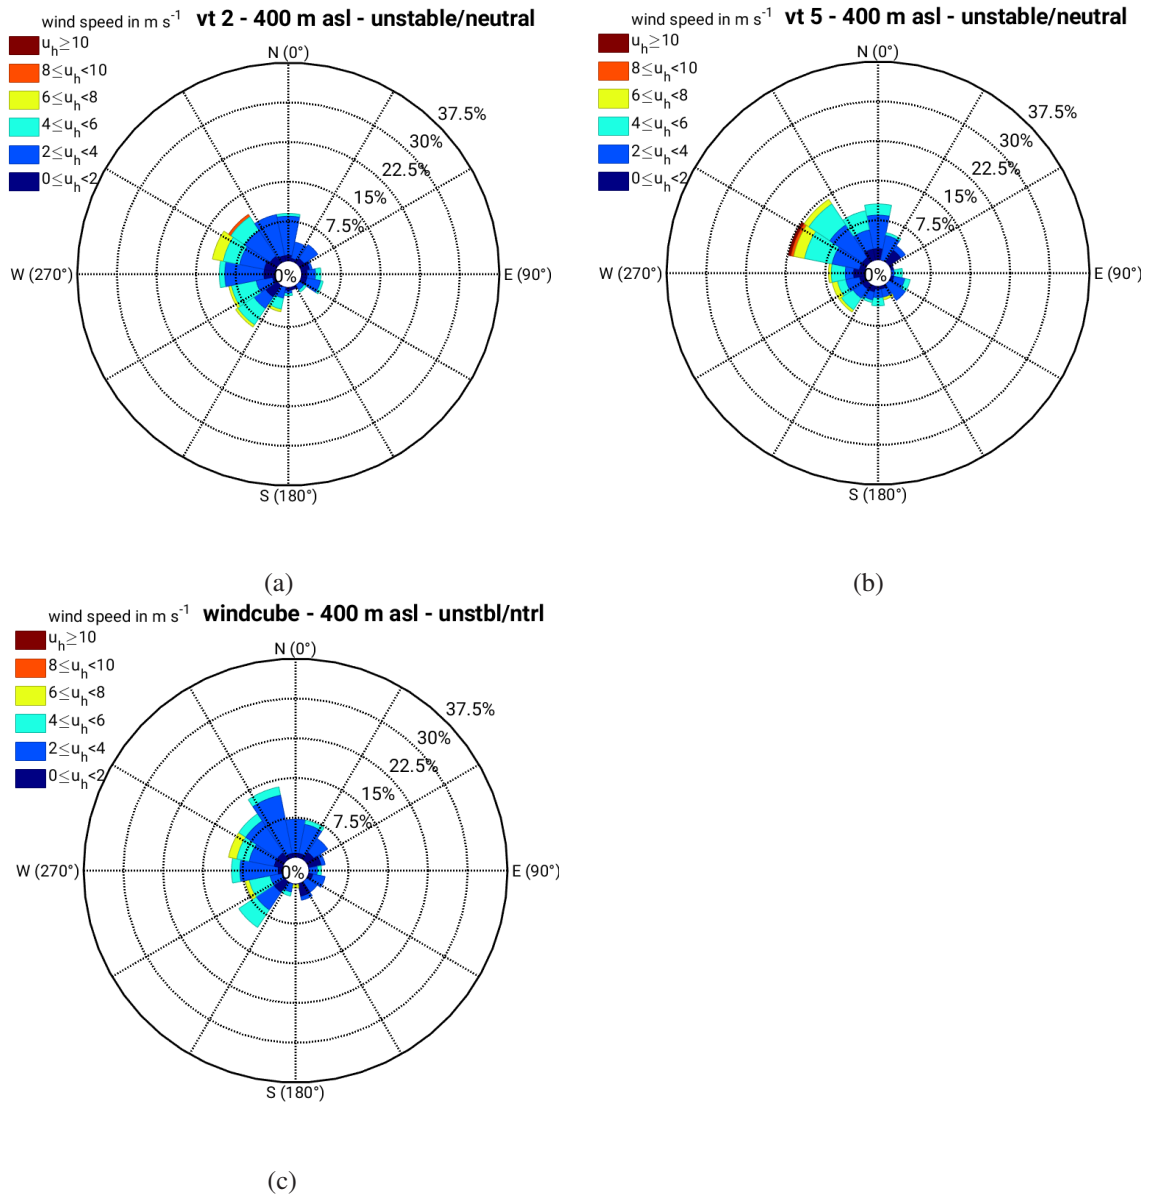 wind speed in m s-1 vt 2 - 400 m asl - unstable/neutral
uh≥10
8≤uh<10
6≤uh<8
4≤uh<6
2≤uh<4
0≤uh<2
N (0°)
37.5%
30%
22.5%
15%
7.5%
W (270°)
0%
E (90°)
S (180°)
(a)
wind speed in m s-1 vt 5 - 400 m asl - unstable/neutral
uh≥10
8≤uh<10
6≤uh<8
4≤uh<6
2≤uh<4
0≤uh<2
N (0°)
37.5%
30%
22.5%
15%
7.5%
W (270°)
0%
E (90°)
S (180°)
(b)
wind speed in m s-1 windcube - 400 m asl - unstbl/ntrl
uh≥10
8≤uh<10
6≤uh<8
4≤uh<6
2≤uh<4
0≤uh<2
N (0°)
37.5%
30%
22.5%
15%
7.5%
W (270°)
0%
E (90°)
S (180°)
(c)